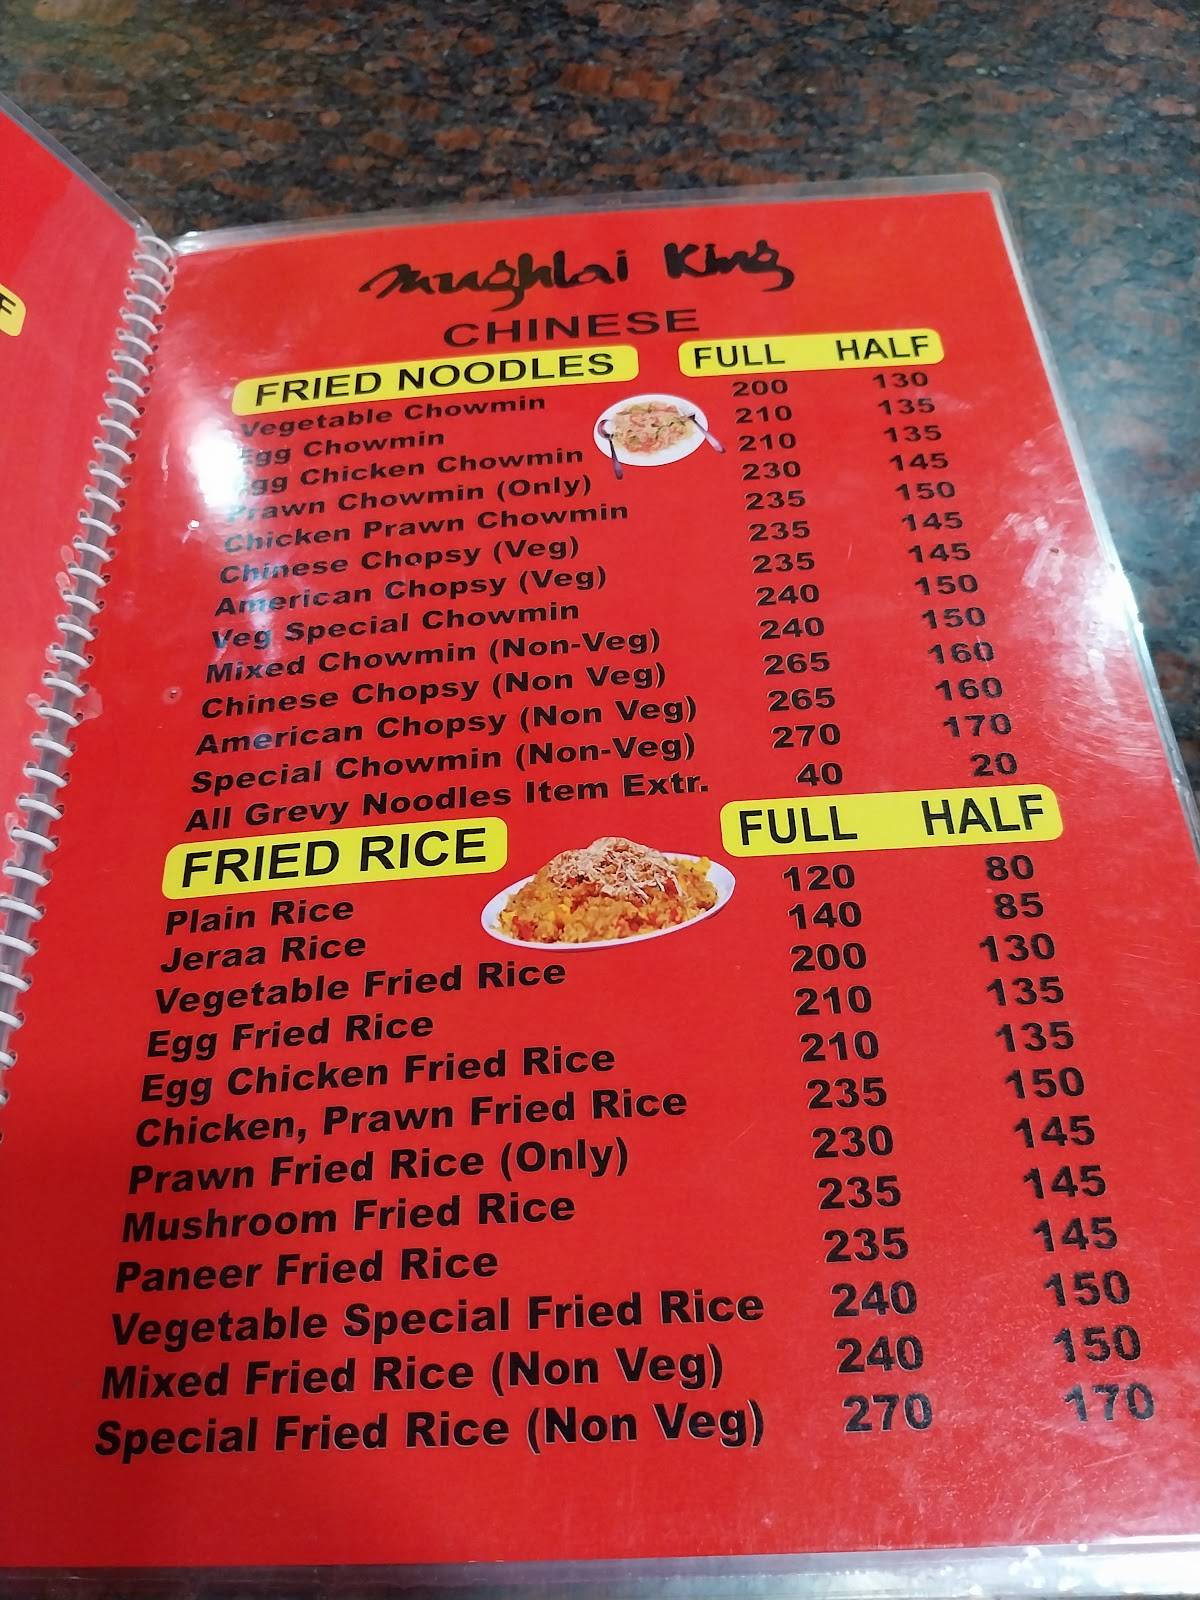 F
Mughlai King
CHINESE
FRIED NOODLES FULL HALF
Vegetable Chowmin 200 130
Egg Chowmin 210 135
Egg Chicken Chowmin 210 135
Prawn Chowmin (Only) 230 145
Chicken Prawn Chowmin 235 150
Chinese Chopsy (Veg) 235 145
American Chopsy (Veg) 235 145
Veg Special Chowmin 240 150
Mixed Chowmin (Non-Veg) 240 150
Chinese Chopsy (Non Veg) 265 160
American Chopsy (Non Veg) 265 160
Special Chowmin (Non-Veg) 270 170
All Grevy Noodles Item Extr. 40 20
FRIED RICE FULL HALF
Plain Rice 120 80
Jeraa Rice 140 85
Vegetable Fried Rice 200 130
Egg Fried Rice 210 135
Egg Chicken Fried Rice 210 135
Chicken, Prawn Fried Rice 235 150
Prawn Fried Rice (Only) 230 145
Mushroom Fried Rice 235 145
Paneer Fried Rice 235 145
Vegetable Special Fried Rice 240 150
Mixed Fried Rice (Non Veg) 240 150
Special Fried Rice (Non Veg) 270 170